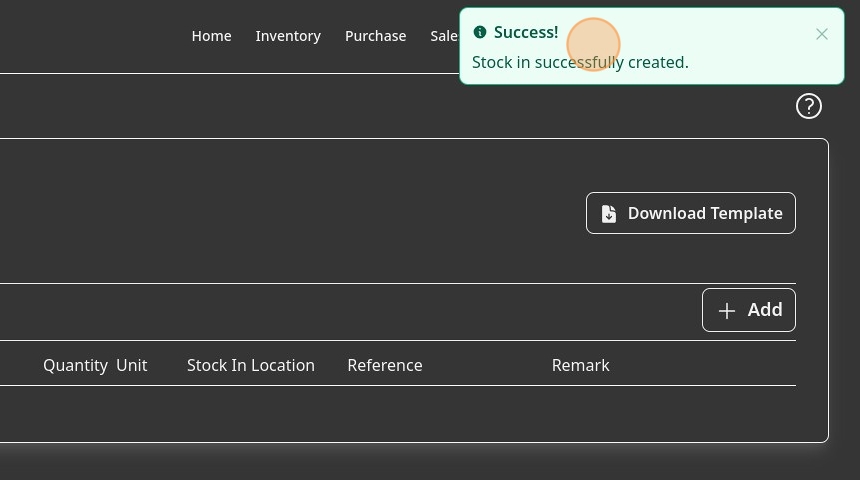 Home Inventory Purchase Sale
Success!
Stock in successfully created.
Download Template
Add
Quantity Unit Stock In Location Reference Remark